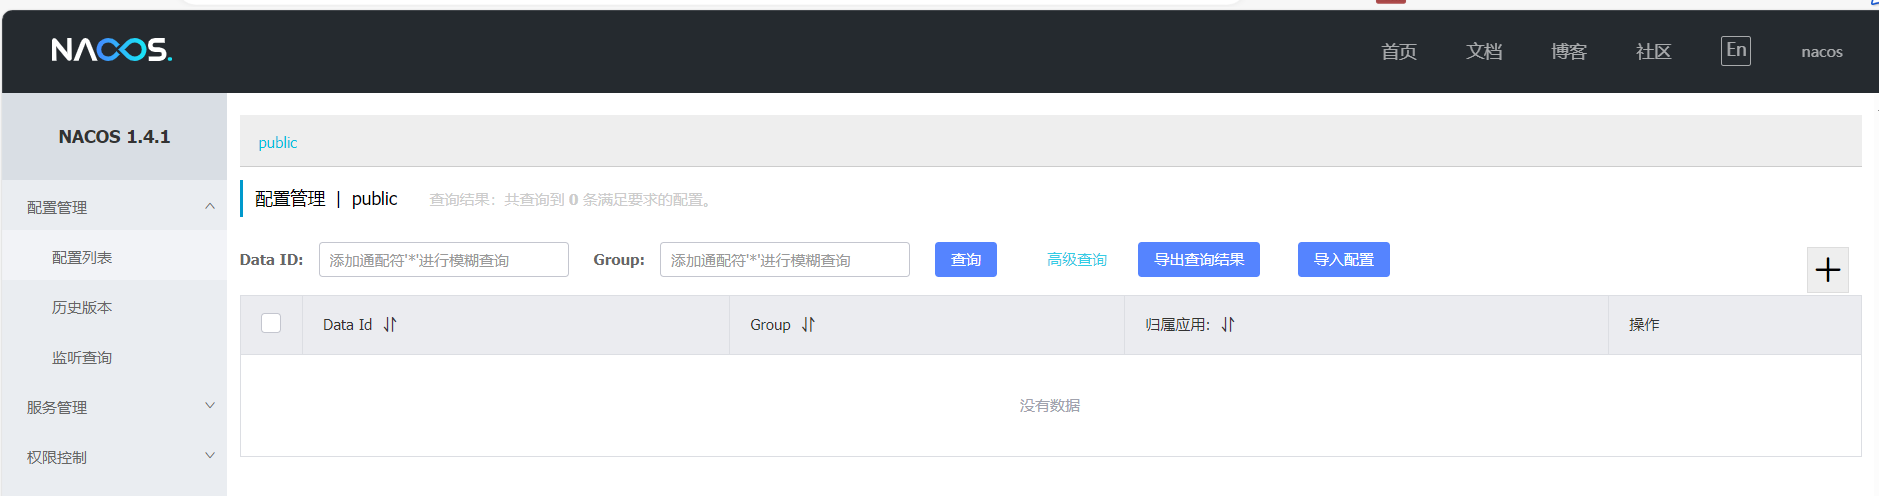 NACOS.
首页 文档 博客 社区 En nacos
NACOS 1.4.1
配置管理
配置列表
历史版本
监听查询
服务管理
权限控制
public
配置管理 | public 查询结果：共查询到 0 条满足要求的配置。
Data ID: 添加通配符'*'进行模糊查询 Group: 添加通配符'*'进行模糊查询 查询 高级查询 导出查询结果 导入配置
Data Id Group 归属应用: 操作
没有数据